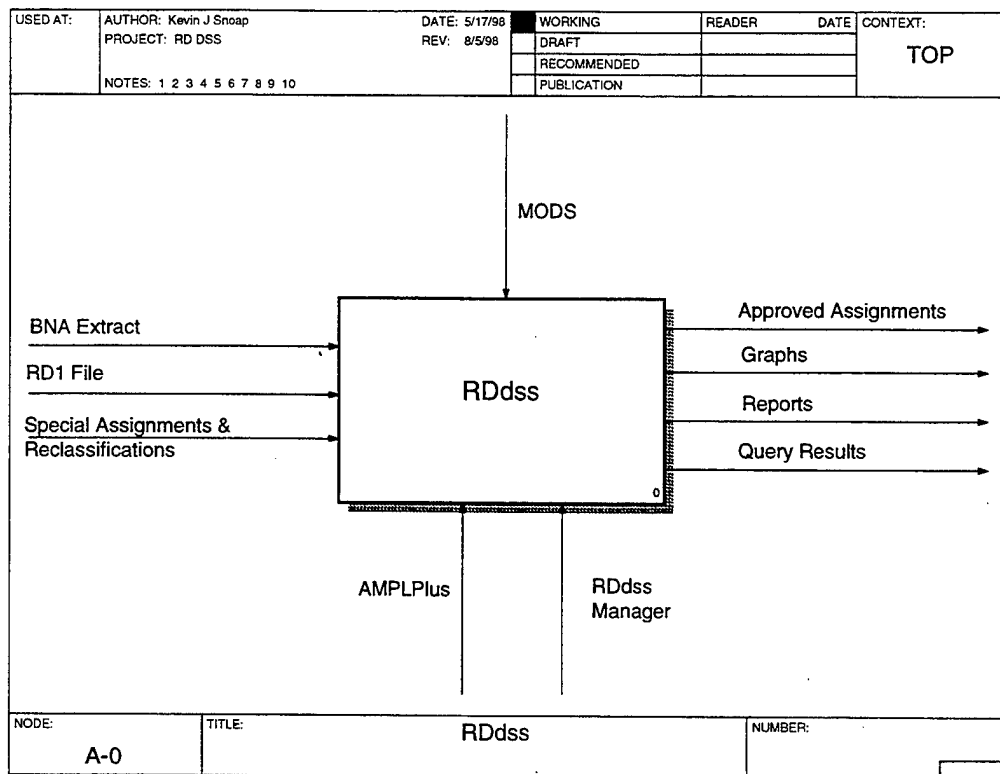 USED AT:
AUTHOR: Kevin J Snoap
DATE: 5/17/98
WORKING
READER
DATE
CONTEXT:
PROJECT: RD DSS
REV: 8/5/98
DRAFT
TOP
RECOMMENDED
NOTES: 1 2 3 4 5 6 7 8 9 10
PUBLICATION
MODS
BNA Extract
RD1 File
Special Assignments &
Reclassifications
RDdss
0
Approved Assignments
Graphs
Reports
Query Results
AMPLPlus
RDdss
Manager
NODE:
A-0
TITLE:
RDdss
NUMBER: